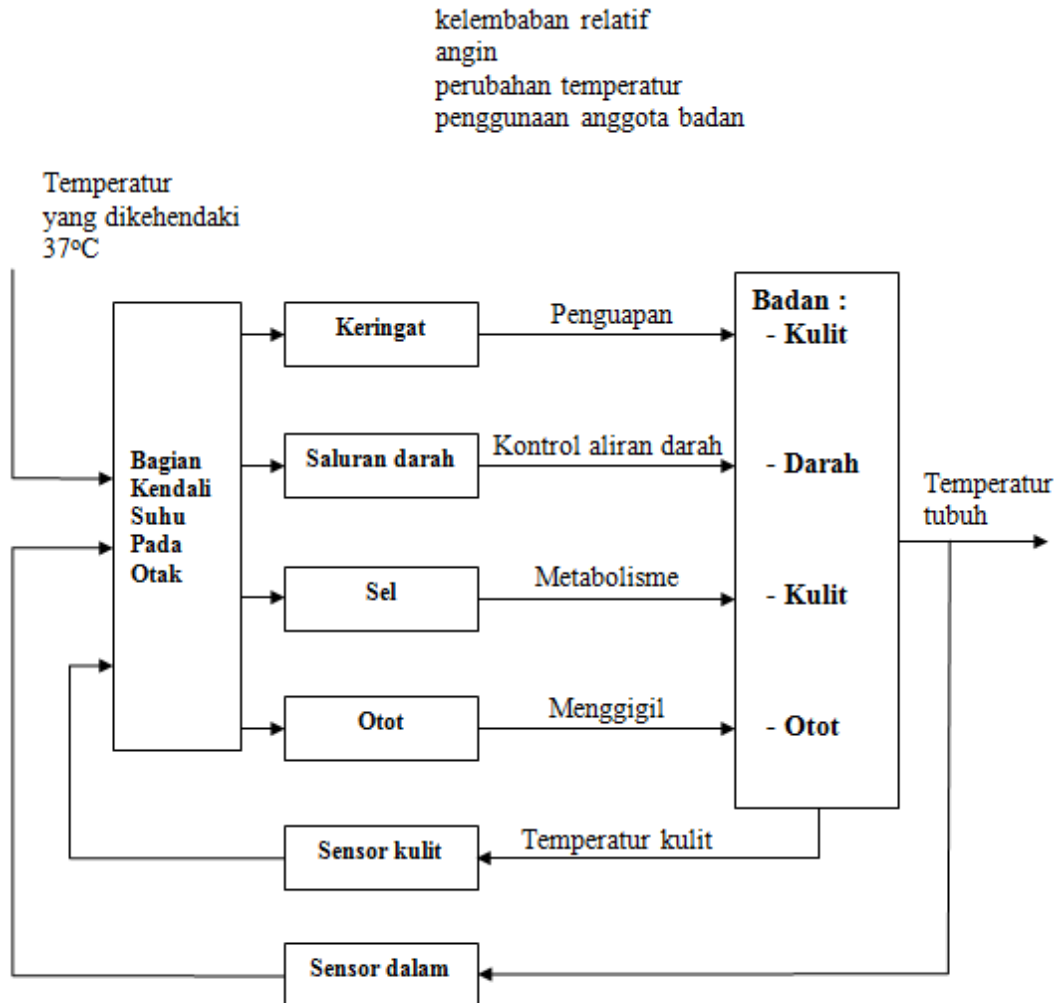 kelembaban relatif
angin
perubahan temperatur
penggunaan anggota badan
Temperatur
yang dikehendaki
37°C
Bagian
Kendali
Suhu
Pada
Otak
Keringat
Penguapan
Saluran darah
Kontrol aliran darah
Sel
Metabolisme
Otot
Menggigil
Badan :
- Kulit
- Darah
- Kulit
- Otot
Temperatur
tubuh
Sensor kulit
Temperatur kulit
Sensor dalam